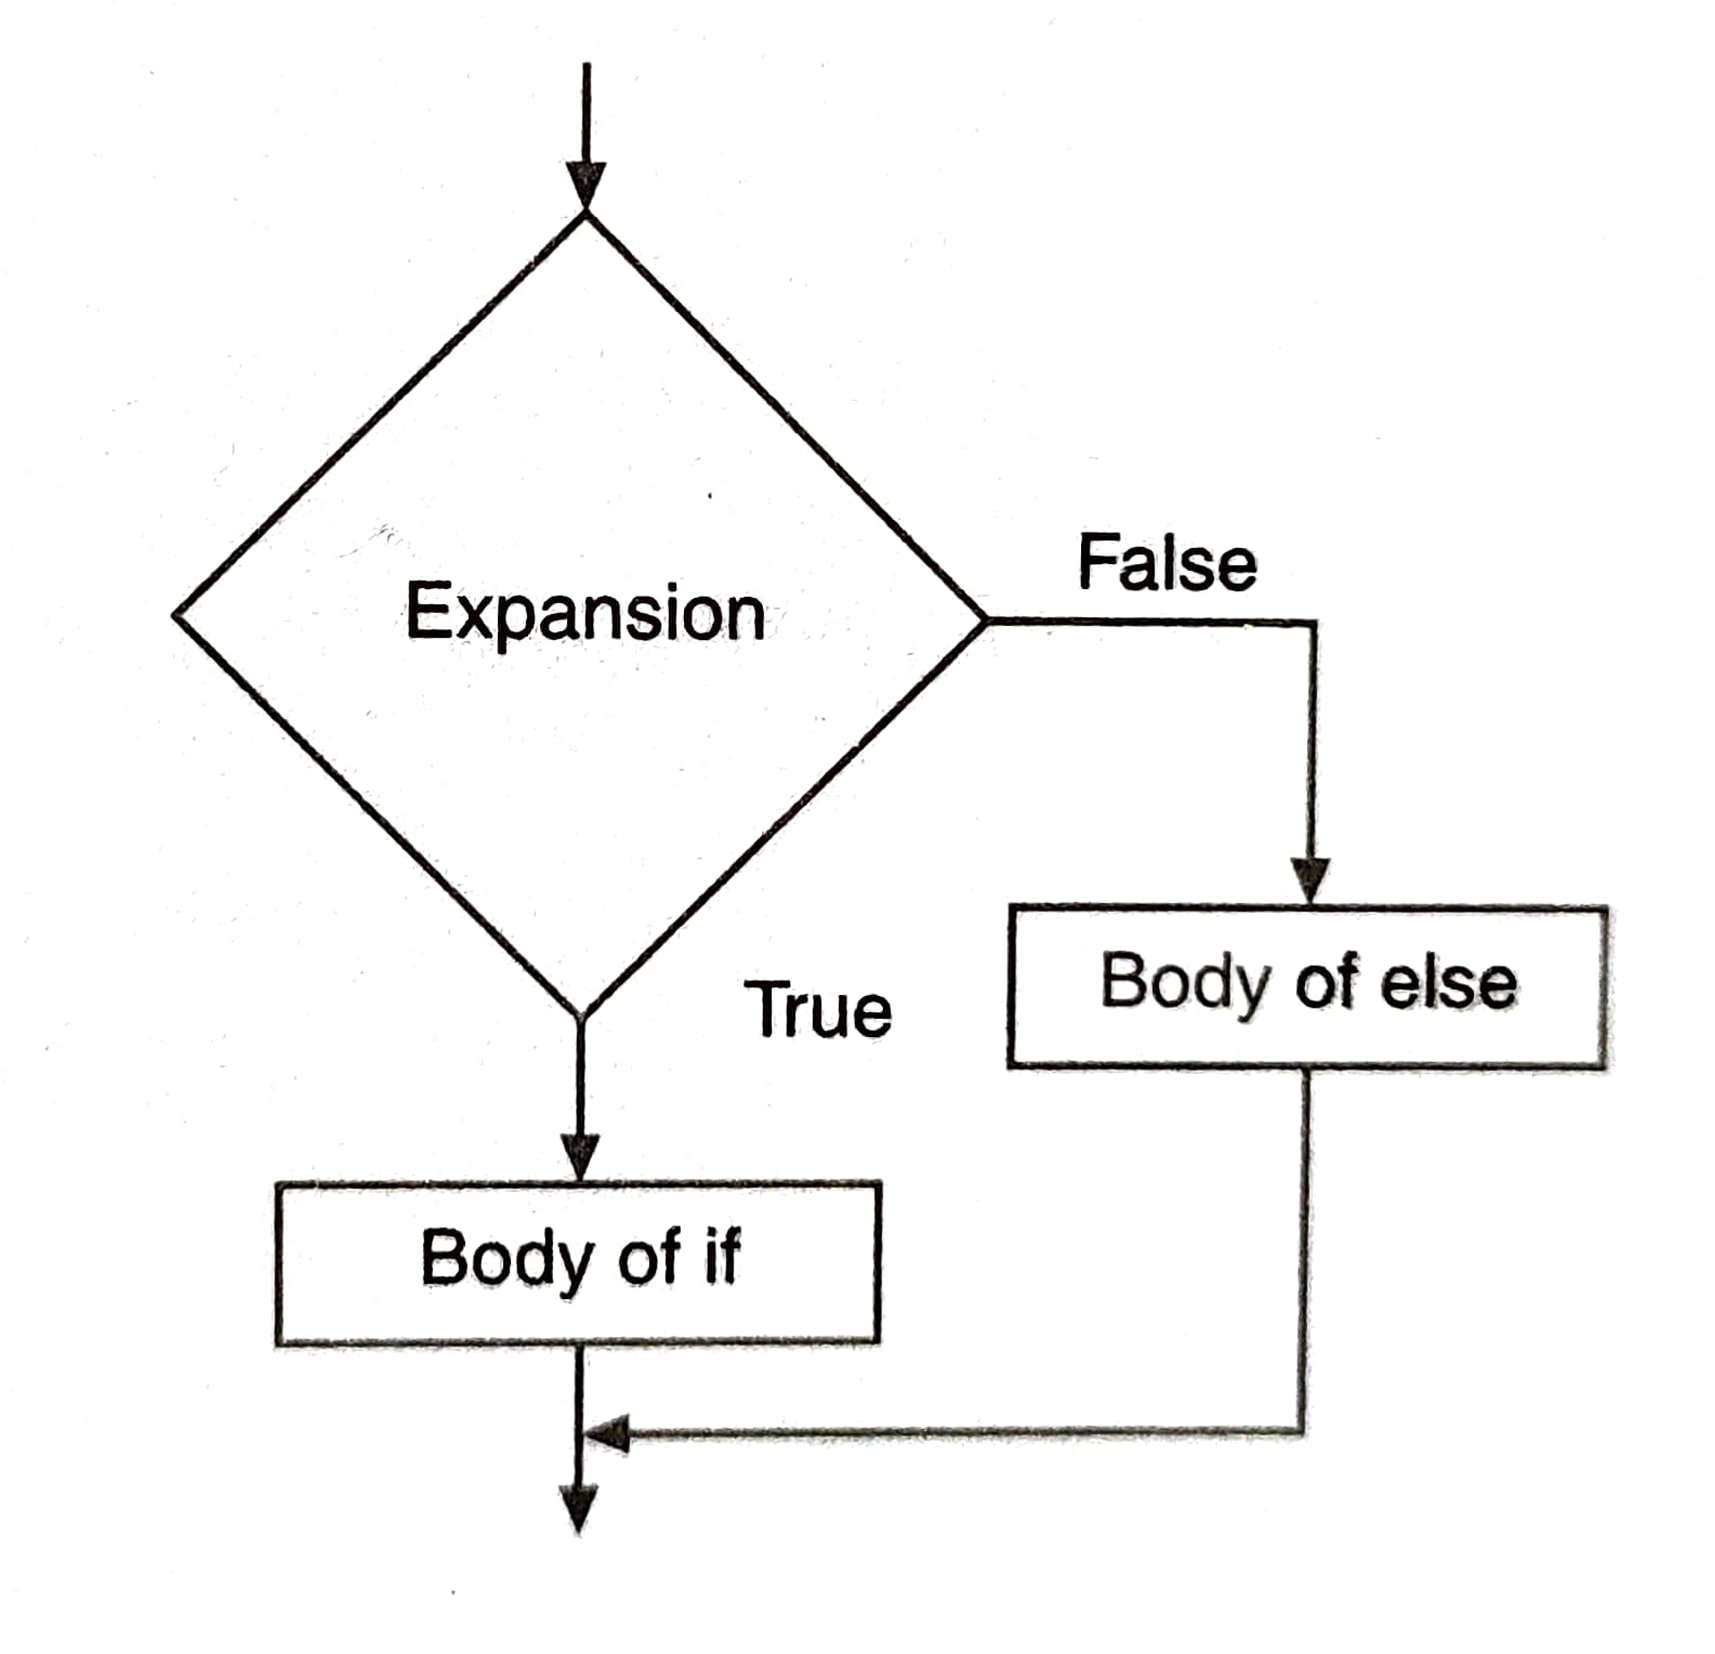 Expansion
False
True
Body of else
Body of if